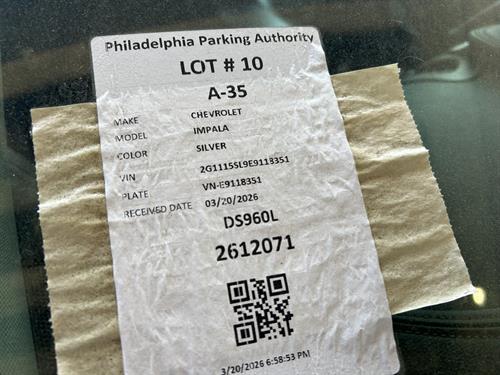 Philadelphia Parking Authority
LOT # 10
A-35
MAKE CHEVROLET
MODEL IMPALA
COLOR SILVER
VIN 2G1115SL9E9118351
PLATE VN-E9118351
RECEIVED DATE 03/20/2026
DS960L
2612071
3/20/2026 6:58:53 PM